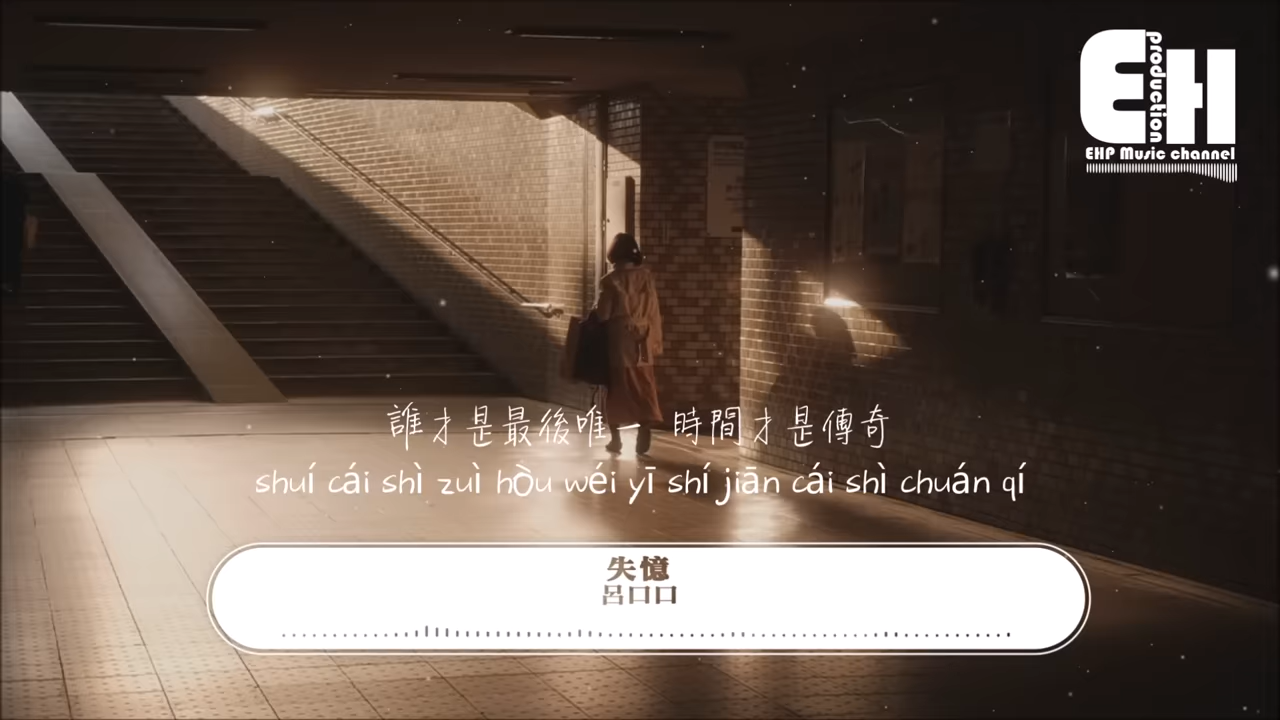 EH
production
EHP Music channel
誰才是最後唯一 時間才是傳奇
shuí cái shì zuì hòu wéi yī shí jiān cái shì chuán qí
失憶
呂口口